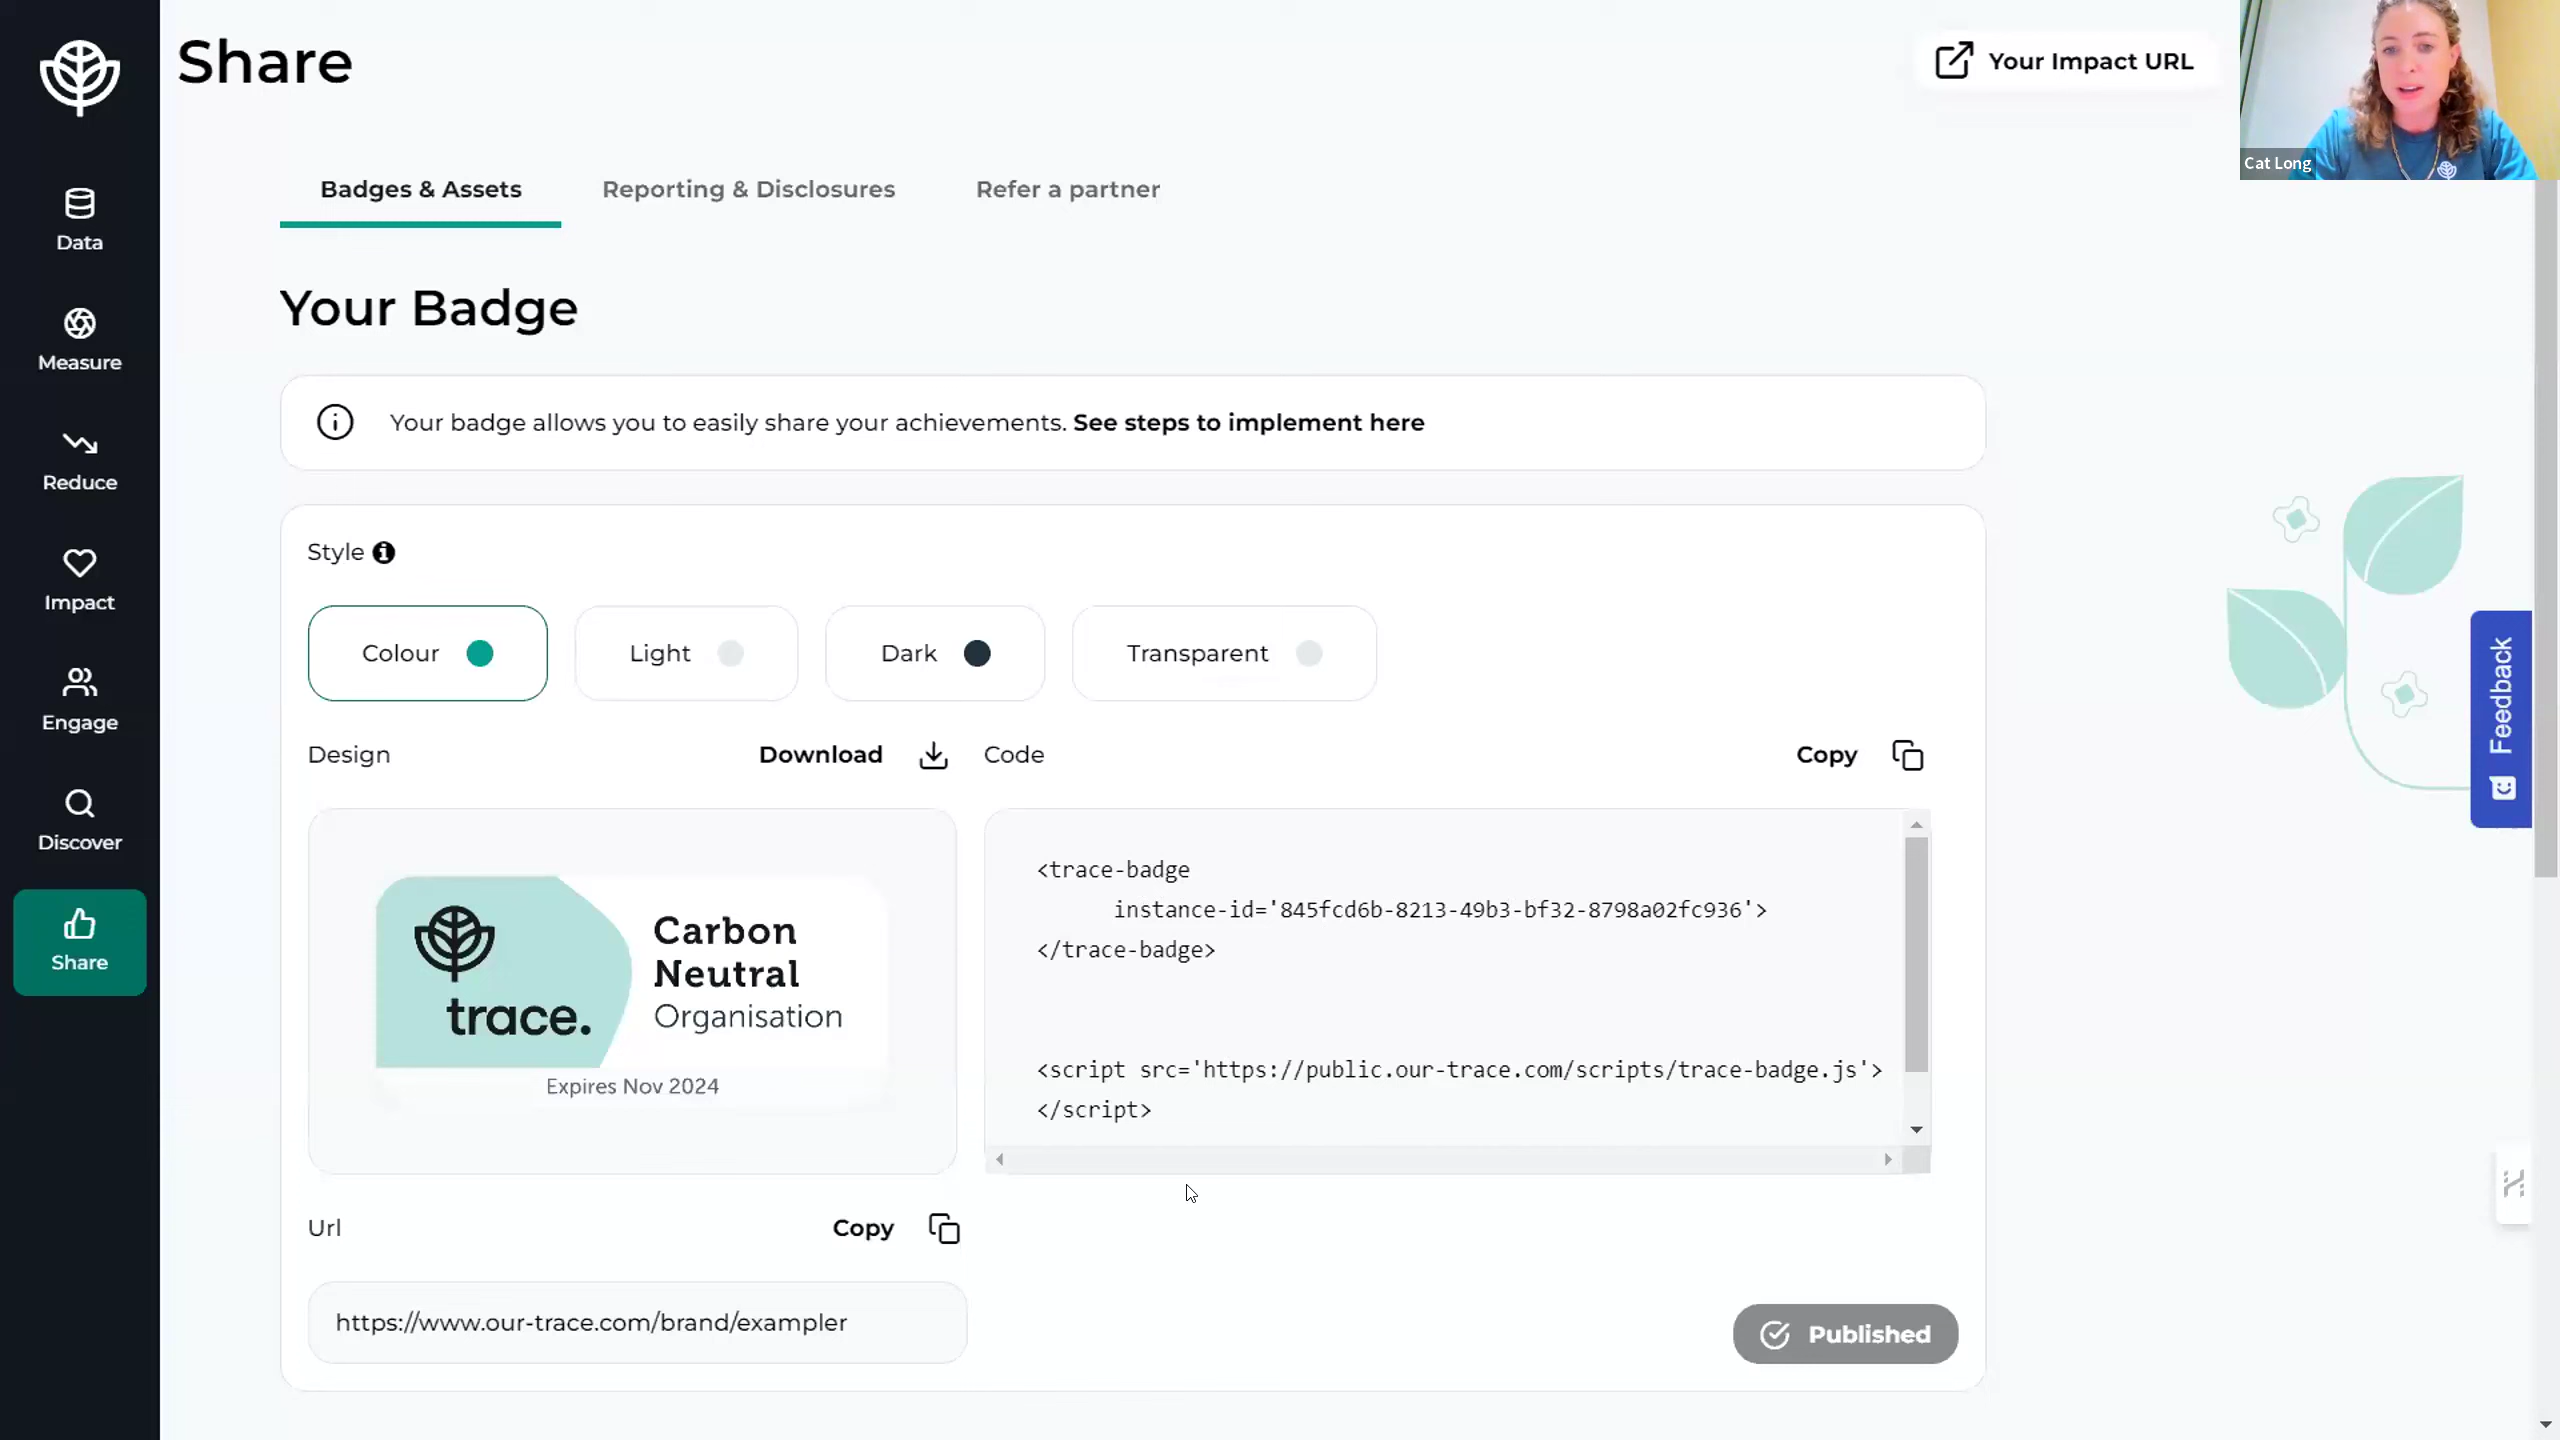 Share
Your Impact URL
Cat Long
Data
Measure
Reduce
Impact
Engage
Discover
Share
Badges & Assets
Reporting & Disclosures
Refer a partner
Your Badge
Your badge allows you to easily share your achievements. See steps to implement here
Style
Colour
Light
Dark
Transparent
Design
Download
Code
Copy
trace.
Carbon
Neutral
Organisation
Expires Nov 2024
<trace-badge
instance-id='845fcd6b-8213-49b3-bf32-8798a02fc936'>
</trace-badge>
<script src='https://public.our-trace.com/scripts/trace-badge.js'>
</script>
Url
Copy
https://www.our-trace.com/brand/exampler
Published
Feedback